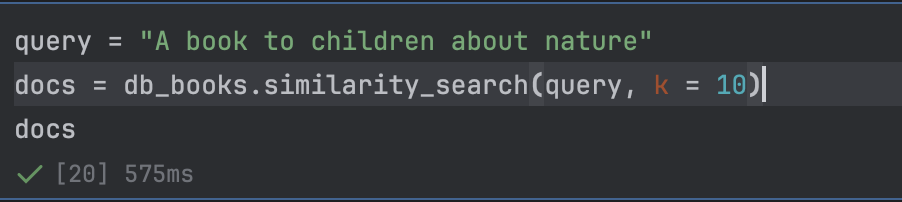 query = "A book to children about nature"
docs = db_books.similarity_search(query, k = 10)
docs
[20] 575ms